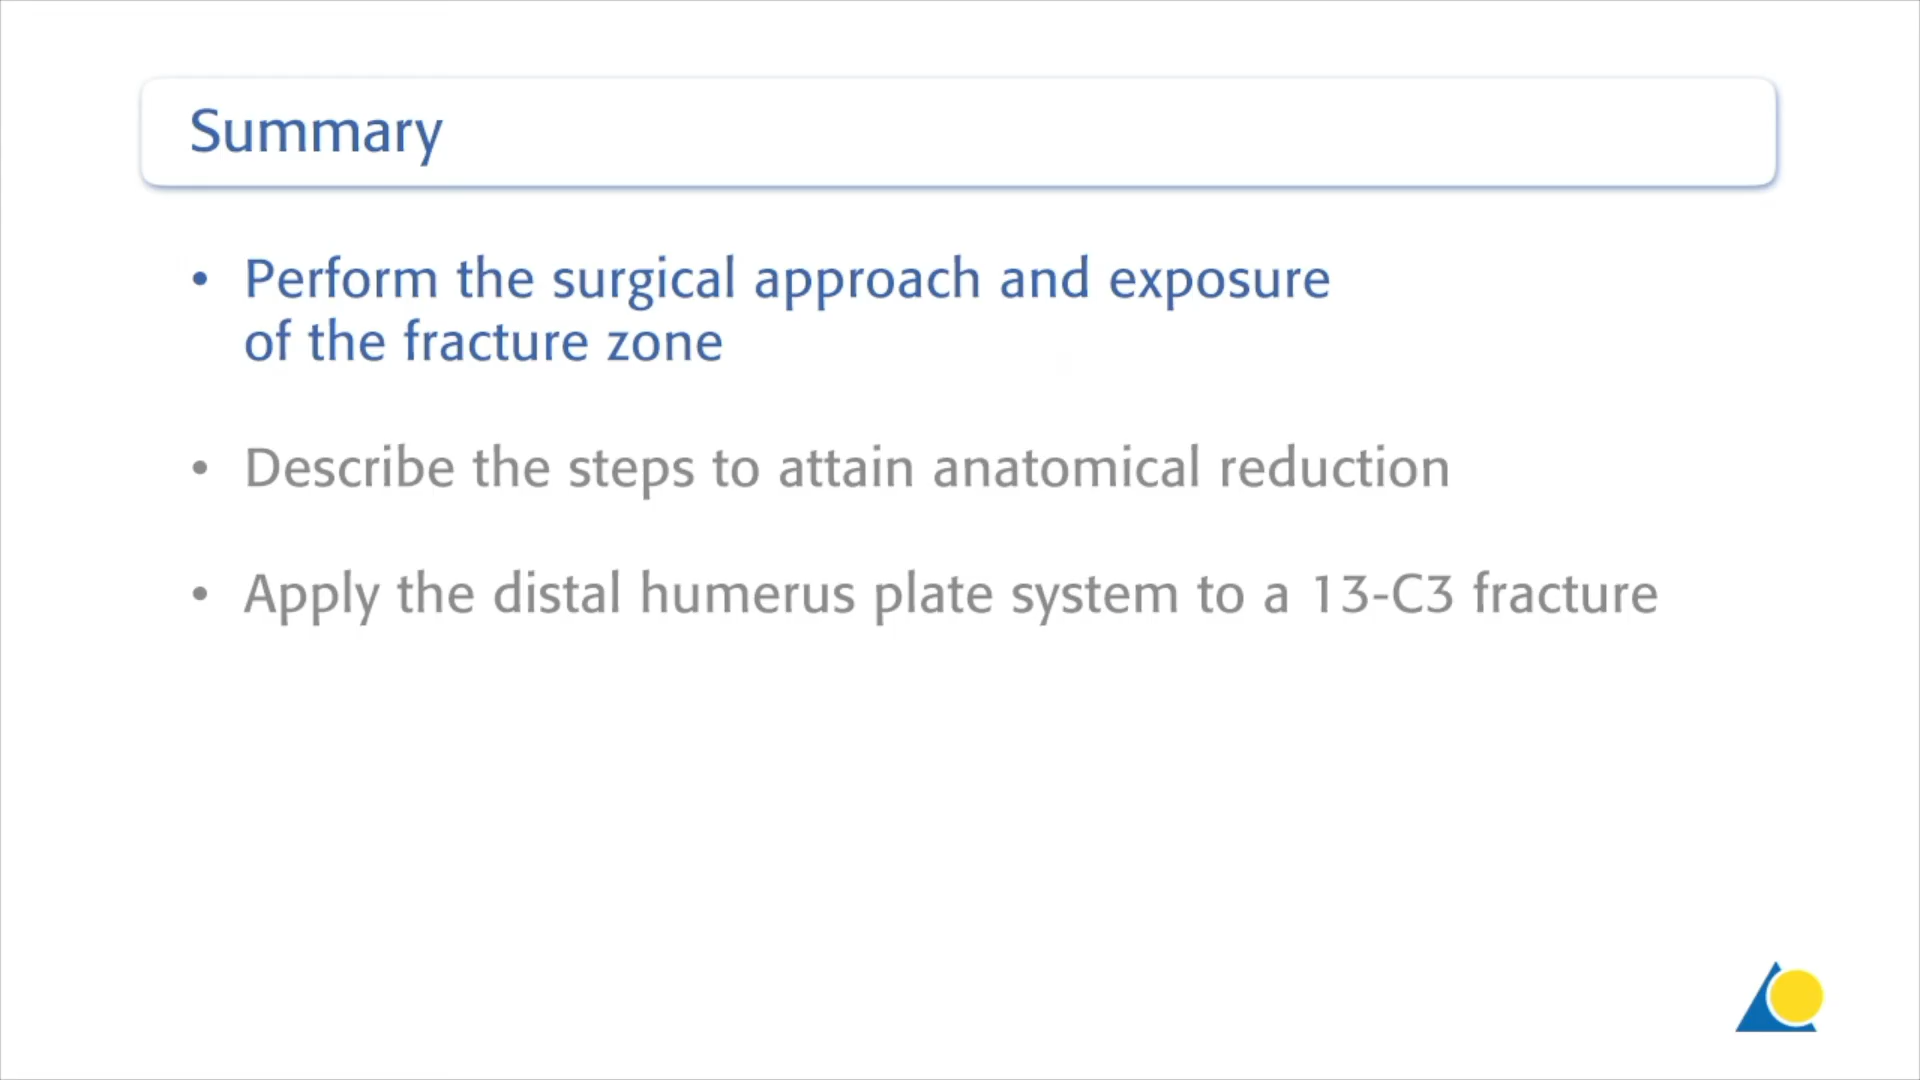 Summary
• Perform the surgical approach and exposure
of the fracture zone
• Describe the steps to attain anatomical reduction
• Apply the distal humerus plate system to a 13-C3 fracture